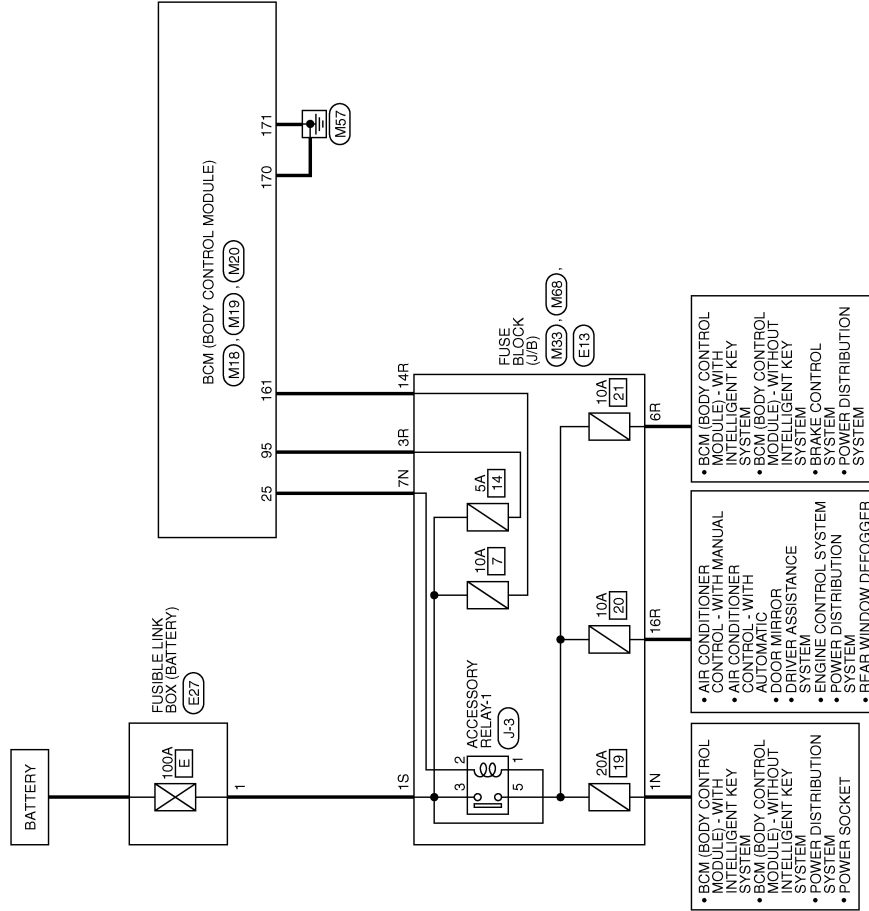 BATTERY
100A
E
FUSIBLE LINK
BOX (BATTERY)
E27
1
BCM (BODY CONTROL MODULE)
M18 , M19 , M20
25
95
161
170
171
M57
1S
7N
3R
14R
FUSE
BLOCK
(J/B)
M33 , M68 ,
E13
ACCESSORY
RELAY-1
J-3
3
2
5
1
10A
7
5A
14
20A
19
10A
20
10A
21
1N
16R
6R
• BCM (BODY CONTROL
MODULE) - WITH
INTELLIGENT KEY
SYSTEM
• BCM (BODY CONTROL
MODULE) - WITHOUT
INTELLIGENT KEY
SYSTEM
• POWER DISTRIBUTION
SYSTEM
• POWER SOCKET
• AIR CONDITIONER
CONTROL - WITH MANUAL
• AIR CONDITIONER
CONTROL - WITH
AUTOMATIC
• DOOR MIRROR
• DRIVER ASSISTANCE
SYSTEM
• ENGINE CONTROL SYSTEM
• POWER DISTRIBUTION
SYSTEM
• REAR WINDOW DEFOGGER
• BCM (BODY CONTROL
MODULE) - WITH
INTELLIGENT KEY
SYSTEM
• BCM (BODY CONTROL
MODULE) - WITHOUT
INTELLIGENT KEY
SYSTEM
• BRAKE CONTROL
SYSTEM
• POWER DISTRIBUTION
SYSTEM